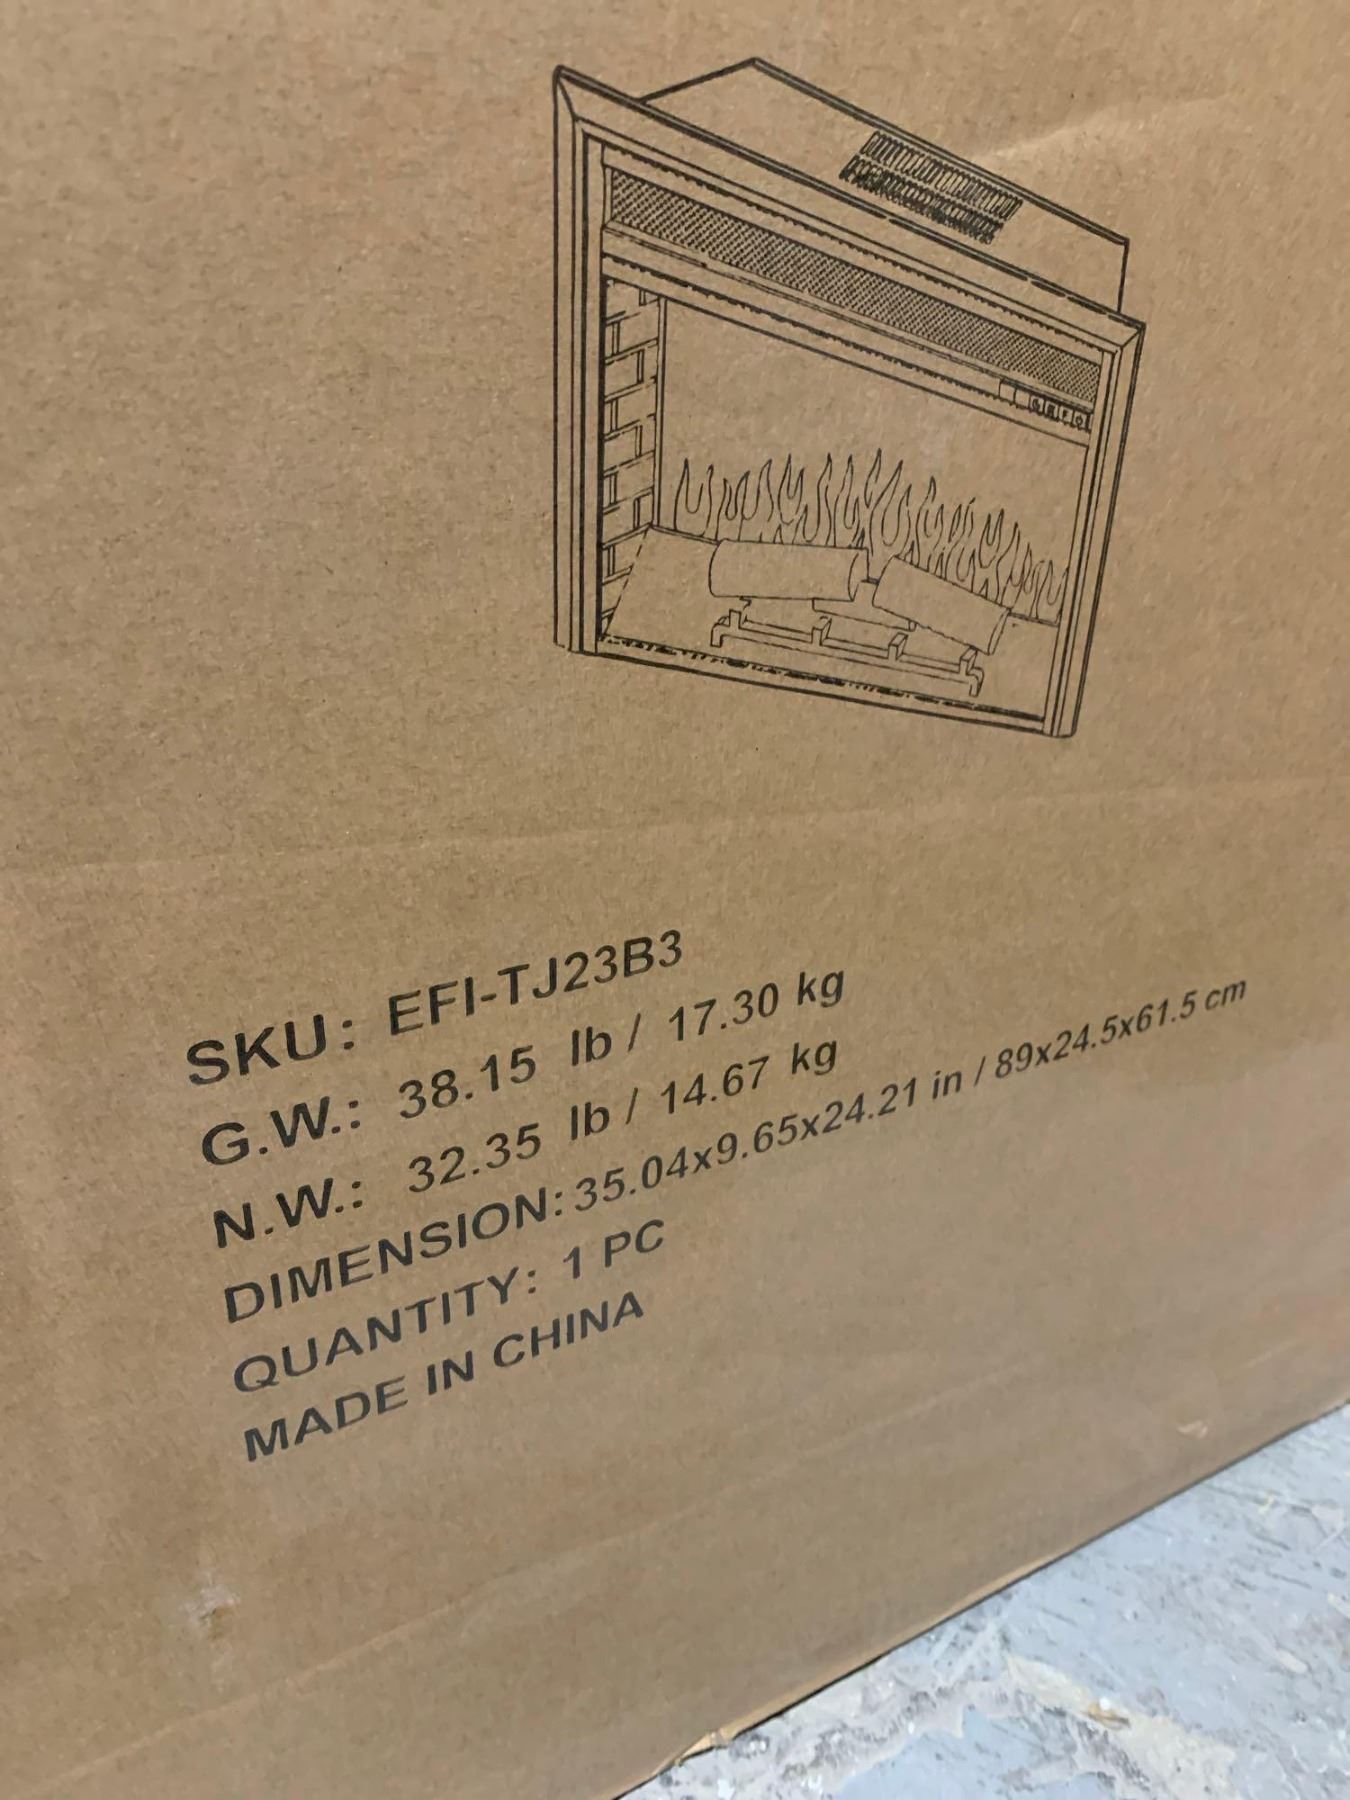 SKU: EFI-TJ23B3
G.W.: 38.15 lb / 17.30 kg
N.W.: 32.35 lb / 14.67 kg
DIMENSION: 35.04x9.65x24.21 in / 89x24.5x61.5 cm
QUANTITY: 1 PC
MADE IN CHINA